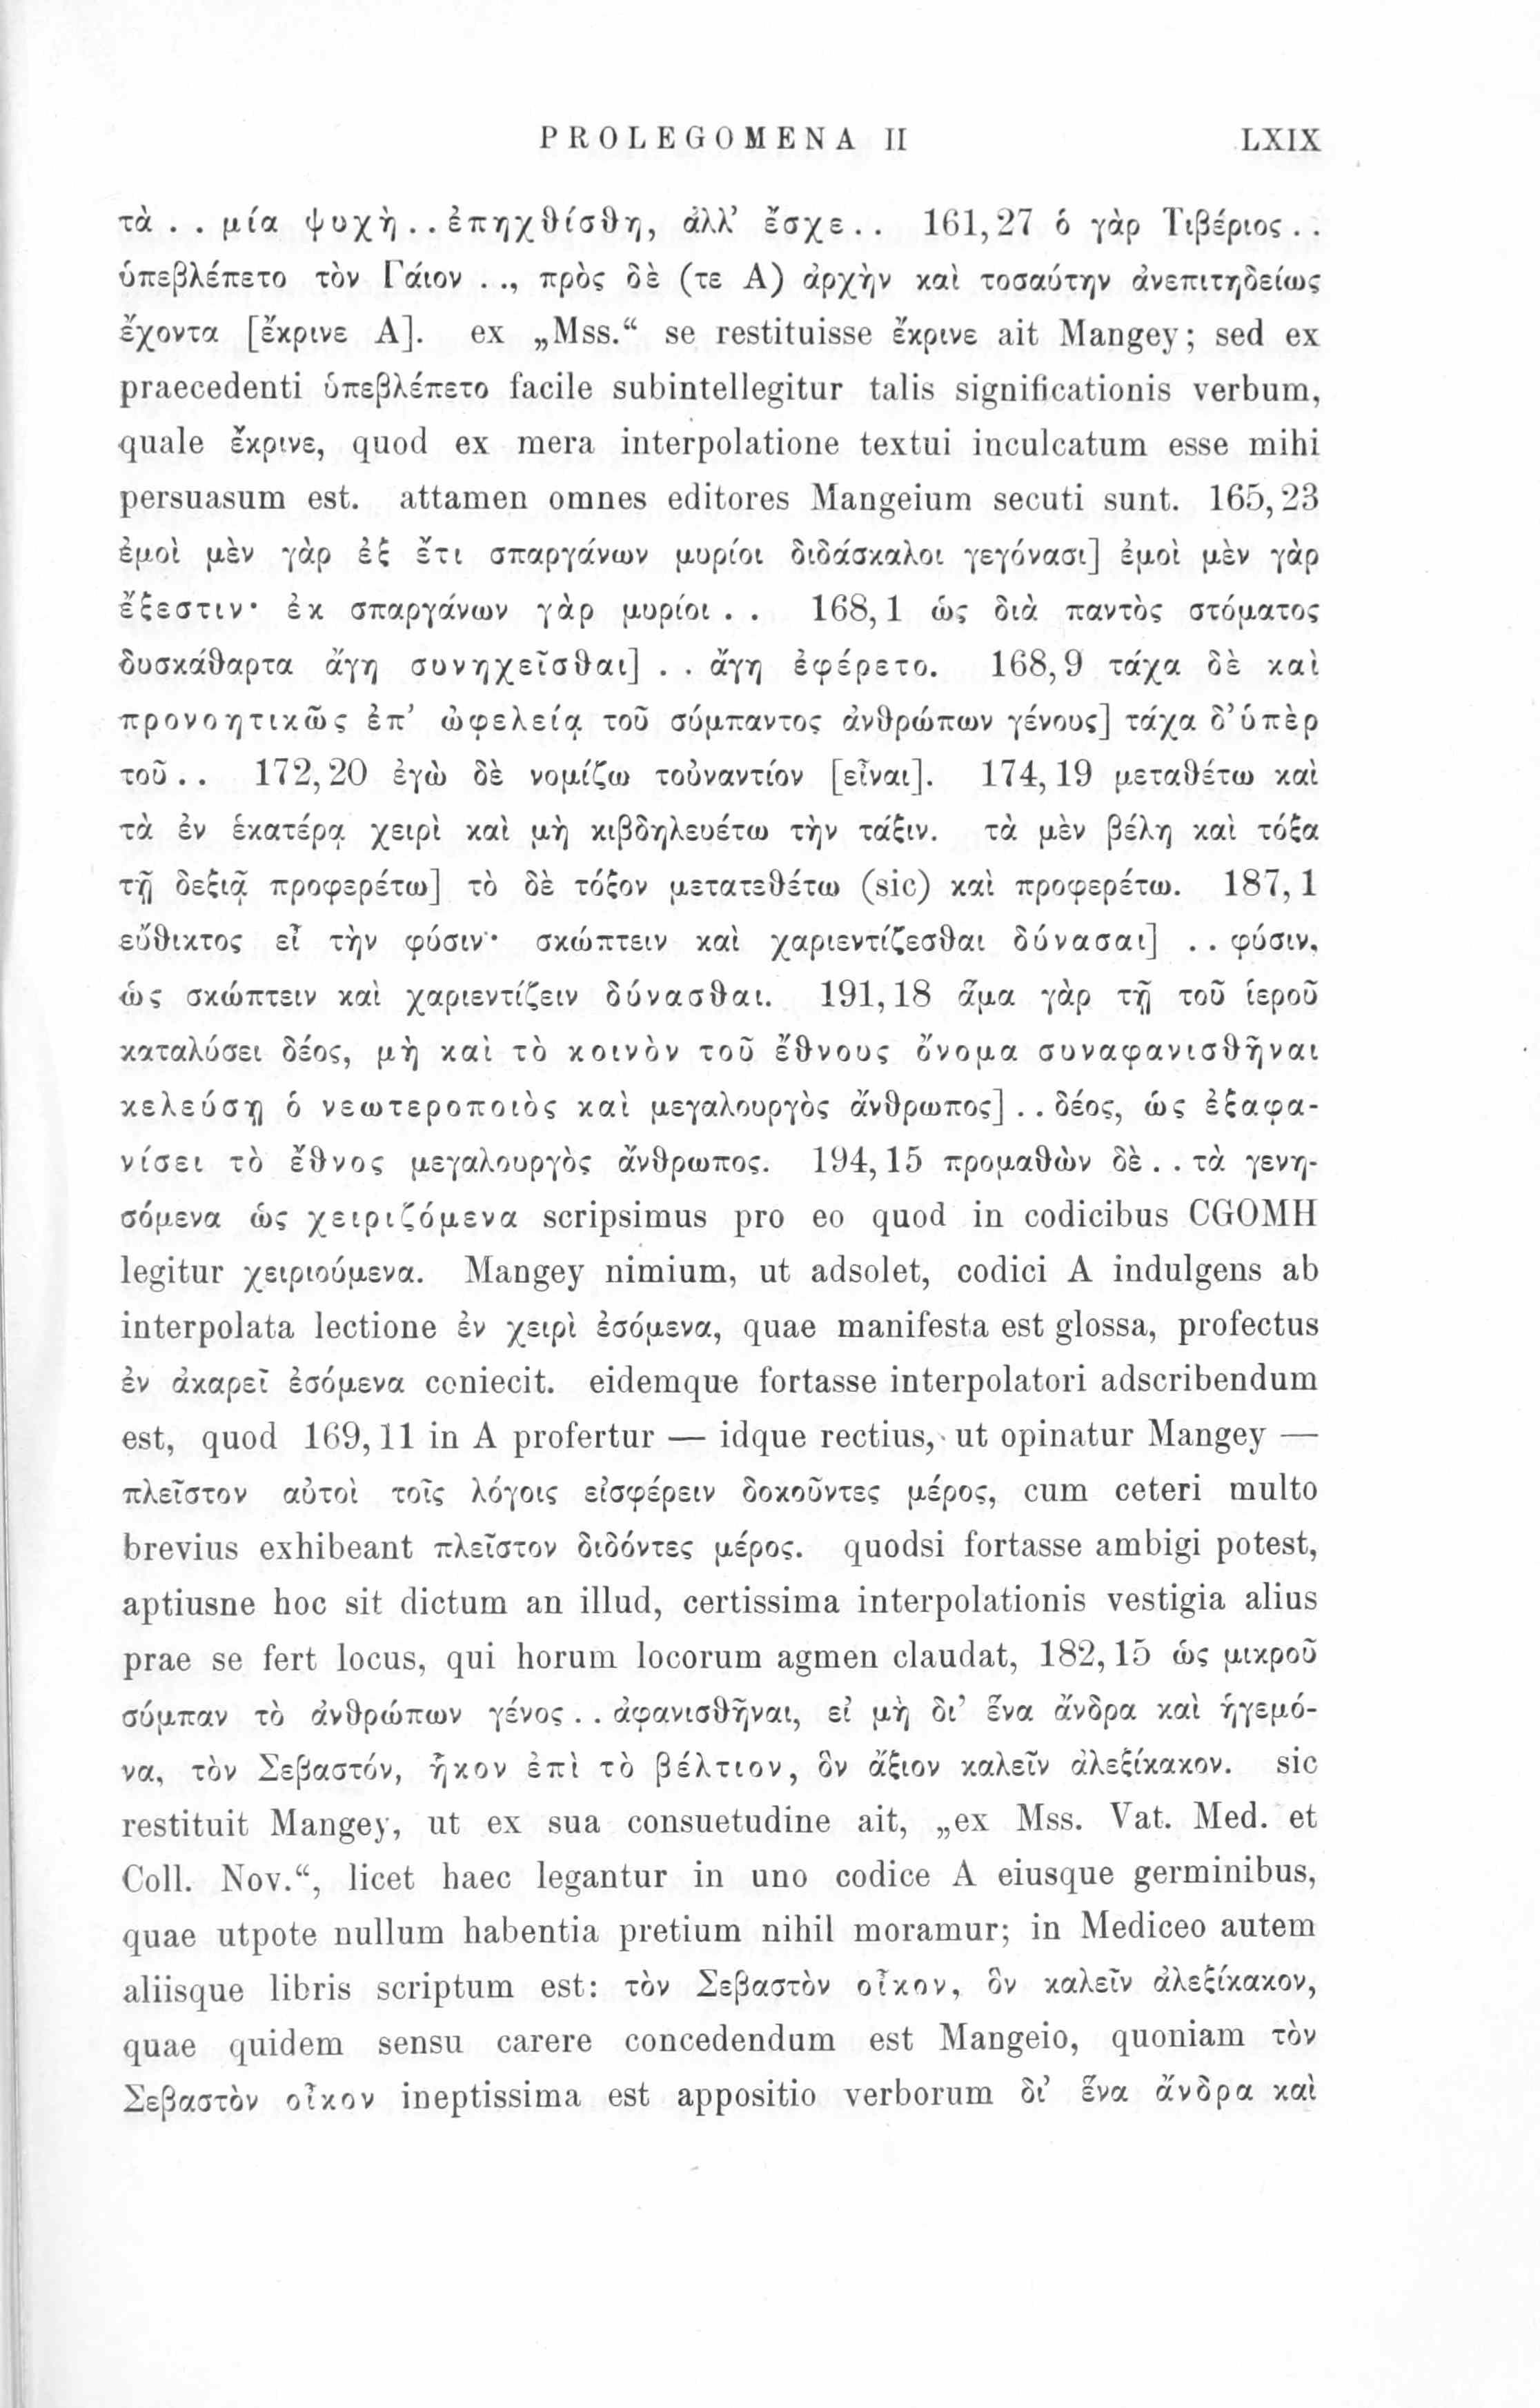 PROLEGOMENA II LXIX
τὰ . . μία ψυχὴ . . ἐπηχθίσθη, ἀλλ’ ἔσχε . . 161,27 ὁ γὰρ Τιβέριος . .
ὑπεβλέπετο τὸν Γάιον . ., πρὸς δὲ (τε A) ἀρχὴν καὶ τοσαύτην ἀνεπιτηδείως
ἔχοντα [ἔκρινε A]. ex „Mss.“ se restituisse ἔκρινε ait Mangey; sed ex
praecedenti ὑπεβλέπετο facile subintellegitur talis significationis verbum,
quale ἔκρινε, quod ex mera interpolatione textui inculcatum esse mihi
persuasum est. attamen omnes editores Mangeium secuti sunt. 165,23
ἐμοὶ μὲν γὰρ ἐξ ἔτι σπαργάνων μυρίοι διδάσκαλοι γεγόνασι] ἐμοὶ μὲν γὰρ
ἔξεστιν· ἐκ σπαργάνων γὰρ μυρίοι . . 168,1 ὡς διὰ παντὸς στόματος
δυσκάθαρτα ἄγη συνηχεῖσθαι] . . ἄγη ἐφέρετο. 168,9 τάχα δὲ καὶ
προνοητικῶς ἐπ’ ὠφελείᾳ τοῦ σύμπαντος ἀνθρώπων γένους] τάχα δ’ὑπὲρ
τοῦ . . 172,20 ἐγὼ δὲ νομίζω τοὐναντίον [εἶναι]. 174,19 μεταθέτω καὶ
τὰ ἐν ἑκατέρᾳ χειρὶ καὶ μὴ κιβδηλευέτω τὴν τάξιν. τὰ μὲν βέλη καὶ τόξα
τῇ δεξιᾷ προφερέτω] τὸ δὲ τόξον μετατεθέτω (sic) καὶ προφερέτω. 187,1
εὔθικτος εἶ τὴν φύσιν· σκώπτειν καὶ χαριεντίζεσθαι δύνασαι] . . φύσιν,
ὡς σκώπτειν καὶ χαριεντίζειν δύνασθαι. 191,18 ἅμα γὰρ τῇ τοῦ ἱεροῦ
καταλύσει δέος, μὴ καὶ τὸ κοινὸν τοῦ ἔθνους ὄνομα συναφανισθῆναι
κελεύσῃ ὁ νεωτεροποιὸς καὶ μεγαλουργὸς ἄνθρωπος] . . δέος, ὡς ἐξαφα-
νίσει τὸ ἔθνος μεγαλουργὸς ἄνθρωπος. 194,15 προμαθὼν δὲ . . τὰ γενη-
σόμενα ὡς χειριζόμενα scripsimus pro eo quod in codicibus CGOMH
legitur χειριούμενα. Mangey nimium, ut adsolet, codici A indulgens ab
interpolata lectione ἐν χειρὶ ἐσόμενα, quae manifesta est glossa, profectus
ἐν ἀκαρεῖ ἐσόμενα coniecit. eidemque fortasse interpolatori adscribendum
est, quod 169,11 in A profertur — idque rectius, ut opinatur Mangey —
πλεῖστον αὐτοὶ τοῖς λόγοις εἰσφέρειν δοκοῦντες μέρος, cum ceteri multo
brevius exhibeant πλεῖστον διδόντες μέρος. quodsi fortasse ambigi potest,
aptiusne hoc sit dictum an illud, certissima interpolationis vestigia alius
prae se fert locus, qui horum locorum agmen claudat, 182,15 ὡς μικροῦ
σύμπαν τὸ ἀνθρώπων γένος . . ἀφανισθῆναι, εἰ μὴ δι’ ἕνα ἄνδρα καὶ ἡγεμό-
να, τὸν Σεβαστόν, ἧκον ἐπὶ τὸ βέλτιον, ὃν ἄξιον καλεῖν ἀλεξίκακον. sic
restituit Mangey, ut ex sua consuetudine ait, „ex Mss. Vat. Med. et
Coll. Nov.“, licet haec legantur in uno codice A eiusque germinibus,
quae utpote nullum habentia pretium nihil moramur; in Mediceo autem
aliisque libris scriptum est: τὸν Σεβαστὸν οἶκον, ὃν καλεῖν ἀλεξίκακον,
quae quidem sensu carere concedendum est Mangeio, quoniam τὸν
Σεβαστὸν οἶκον ineptissima est appositio verborum δι’ ἕνα ἄνδρα καὶ